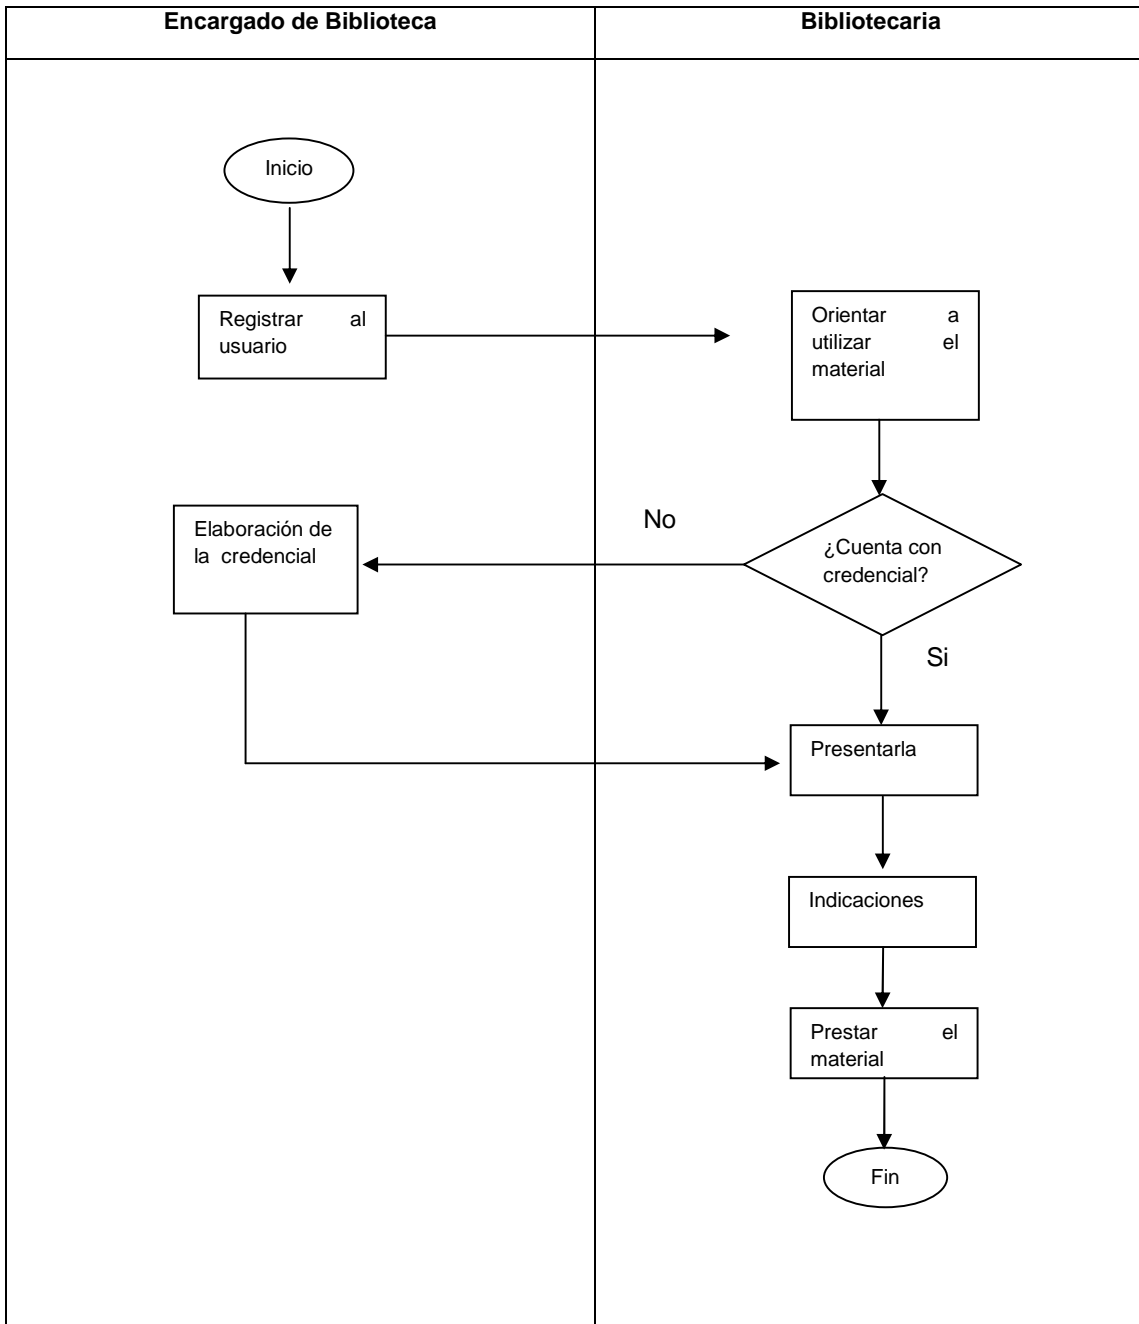 Encargado de Biblioteca
Bibliotecaria
Inicio
Registrar al
usuario
Orientar a
utilizar el
material
Elaboración de
la credencial
No
¿Cuenta con
credencial?
Si
Presentarla
Indicaciones
Prestar el
material
Fin